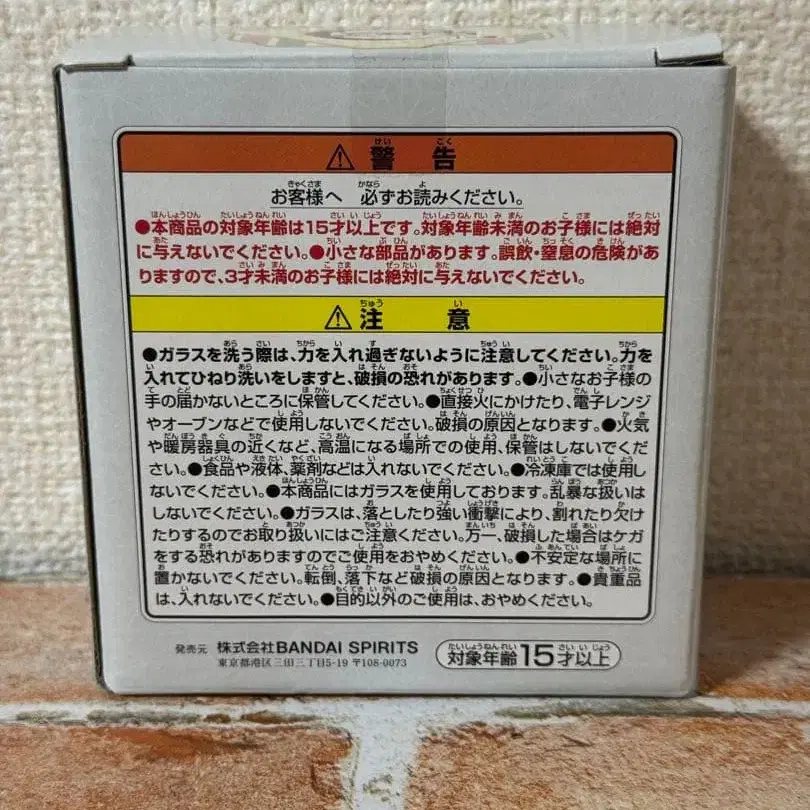 ⚠ 警告
お客様へ 必ずお読みください。
●本商品の対象年齢は15才以上です。対象年齢未満のお子様には絶対
に与えないでください。●小さな部品があります。誤飲・窒息の危険があ
りますので、3才未満のお子様には絶対に与えないでください。
⚠ 注意
●ガラスを洗う際は、力を入れ過ぎないように注意してください。力を
入れてひねり洗いをしますと、破損の恐れがあります。●小さなお子様の
手の届かないところに保管してください。●直接火にかけたり、電子レンジ
やオーブンなどで使用しないでください。破損の原因となります。●火気
や暖房器具の近くなど、高温になる場所での使用、保管はしないでくだ
さい。●食品や液体、薬剤などは入れないでください。●冷凍庫では使用し
ないでください。●本商品にはガラスを使用しております。乱暴な扱いは
しないでください。●ガラスは、落としたり強い衝撃により、割れたり欠け
たりするのでお取り扱いにはご注意ください。万一、破損した場合はケガ
をする恐れがありますのでご使用をおやめください。●不安定な場所に
置かないでください。転倒、落下など破損の原因となります。●貴重品
は、入れないでください。●目的以外のご使用は、おやめください。
発売元 株式会社BANDAI SPIRITS
東京都港区三田三丁目5-19 〒108-0073
対象年齢15才以上